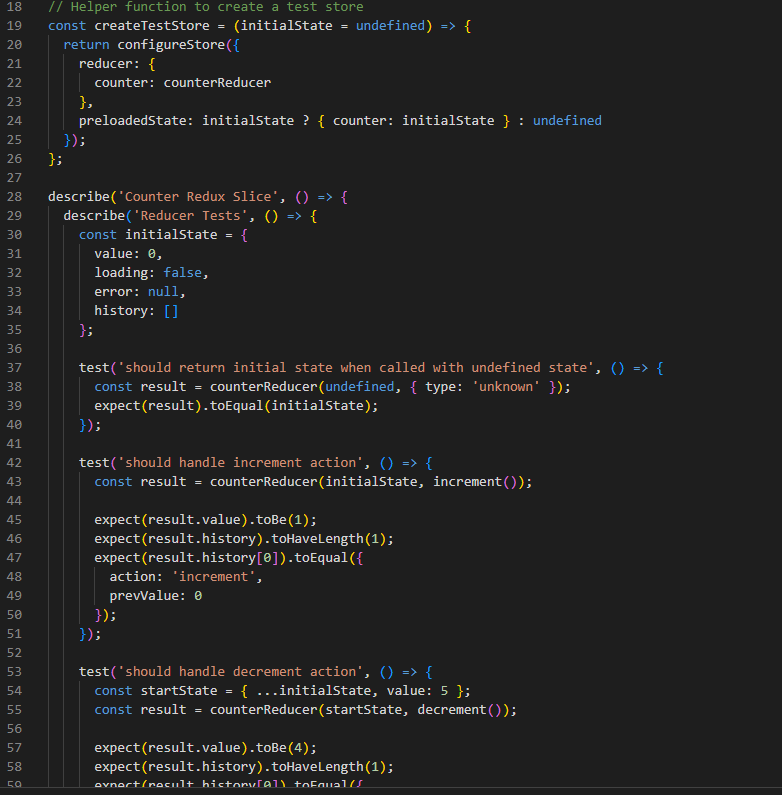 18 // Helper function to create a test store
19 const createTestStore = (initialState = undefined) => {
20   return configureStore({
21     reducer: {
22       counter: counterReducer
23     },
24     preloadedState: initialState ? { counter: initialState } : undefined
25   });
26 };
27
28 describe('Counter Redux Slice', () => {
29   describe('Reducer Tests', () => {
30     const initialState = {
31       value: 0,
32       loading: false,
33       error: null,
34       history: []
35     };
36
37     test('should return initial state when called with undefined state', () => {
38       const result = counterReducer(undefined, { type: 'unknown' });
39       expect(result).toEqual(initialState);
40     });
41
42     test('should handle increment action', () => {
43       const result = counterReducer(initialState, increment());
44
45       expect(result.value).toBe(1);
46       expect(result.history).toHaveLength(1);
47       expect(result.history[0]).toEqual({
48         action: 'increment',
49         prevValue: 0
50       });
51     });
52
53     test('should handle decrement action', () => {
54       const startState = { ...initialState, value: 5 };
55       const result = counterReducer(startState, decrement());
56
57       expect(result.value).toBe(4);
58       expect(result.history).toHaveLength(1);
59       expect(result.history[0]).toEqual({